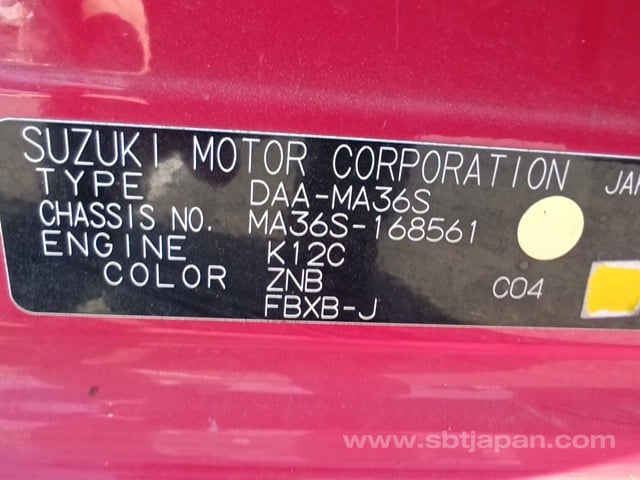 SUZUKI MOTOR CORPORATION JAP
TYPE DAA-MA36S
CHASSIS NO. MA36S-168561
ENGINE K12C
COLOR ZNB C04
FBXB-J
www.sbtjapan.com